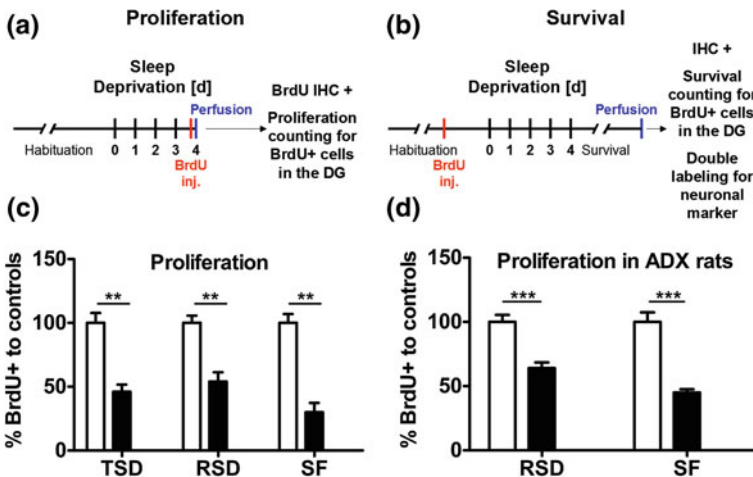 (a)
Proliferation
Sleep
Deprivation [d]
Perfusion
Habituation
0 1 2 3 4
BrdU
inj.
BrdU IHC +
Proliferation
counting for
BrdU+ cells
in the DG
(b)
Survival
Sleep
Deprivation [d]
Perfusion
Habituation
0 1 2 3 4
Survival
BrdU
inj.
IHC +
Survival
counting for
BrdU+ cells
in the DG
Double
labeling for
neuronal
marker
(c)
Proliferation
% BrdU+ to controls
150
100
50
0
** ** **
TSD RSD SF
(d)
Proliferation in ADX rats
% BrdU+ to controls
150
100
50
0
*** ***
RSD SF